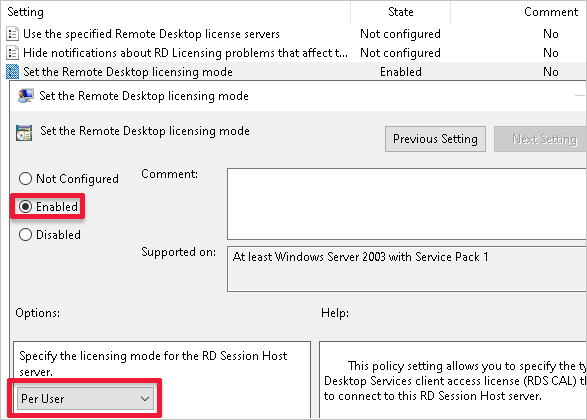 Setting State Comment
Use the specified Remote Desktop license servers Not configured No
Hide notifications about RD Licensing problems that affect t... Not configured No
Set the Remote Desktop licensing mode Enabled No
Set the Remote Desktop licensing mode
Set the Remote Desktop licensing mode
Previous Setting Next Setting
Not Configured Comment:
Enabled
Disabled
Supported on: At least Windows Server 2003 with Service Pack 1
Options: Help:
Specify the licensing mode for the RD Session Host
server.
Per User
This policy setting allows you to specify the ty
Desktop Services client access license (RDS CAL) th
to connect to this RD Session Host server.